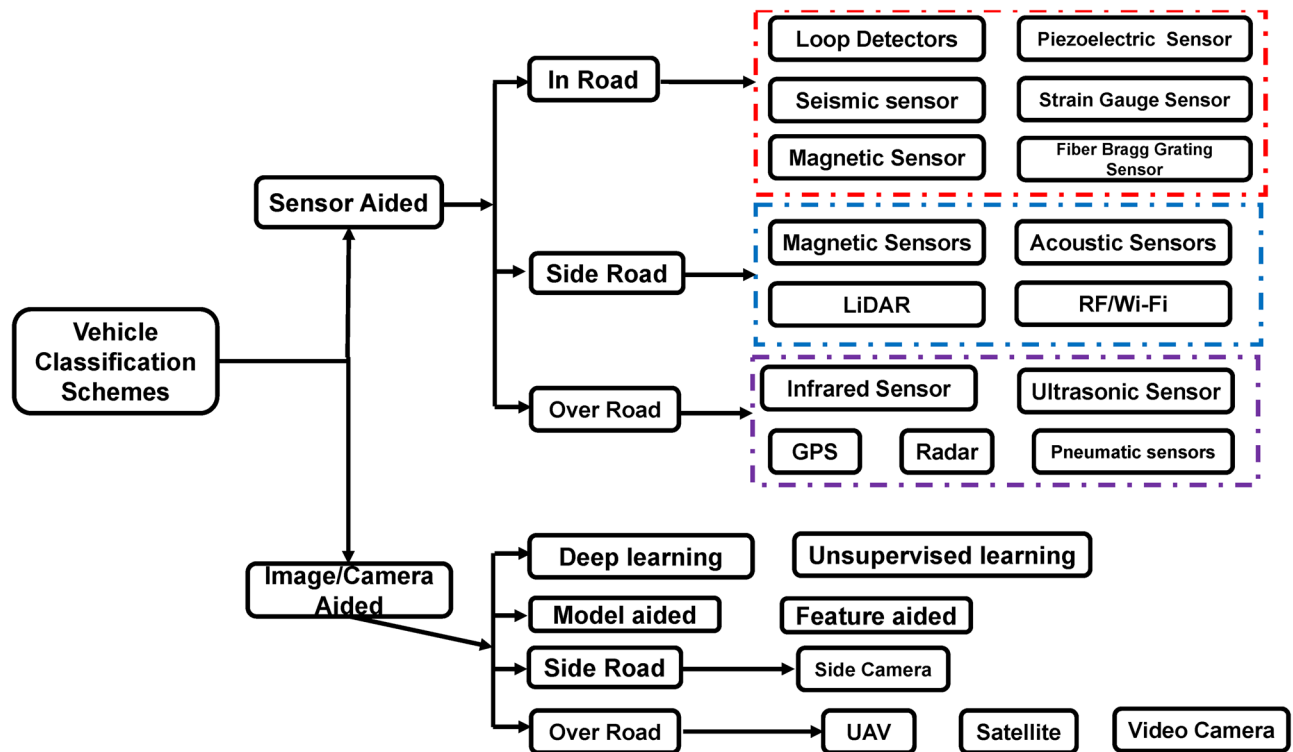 Loop Detectors
Piezoelectric Sensor
In Road
Seismic sensor
Strain Gauge Sensor
Magnetic Sensor
Fiber Bragg Grating
Sensor
Sensor Aided
Magnetic Sensors
Acoustic Sensors
Side Road
LiDAR
RF/Wi-Fi
Vehicle
Classification
Schemes
Infrared Sensor
Ultrasonic Sensor
Over Road
GPS
Radar
Pneumatic sensors
Image/Camera
Aided
Deep learning
Unsupervised learning
Model aided
Feature aided
Side Road
Side Camera
Over Road
UAV
Satellite
Video Camera